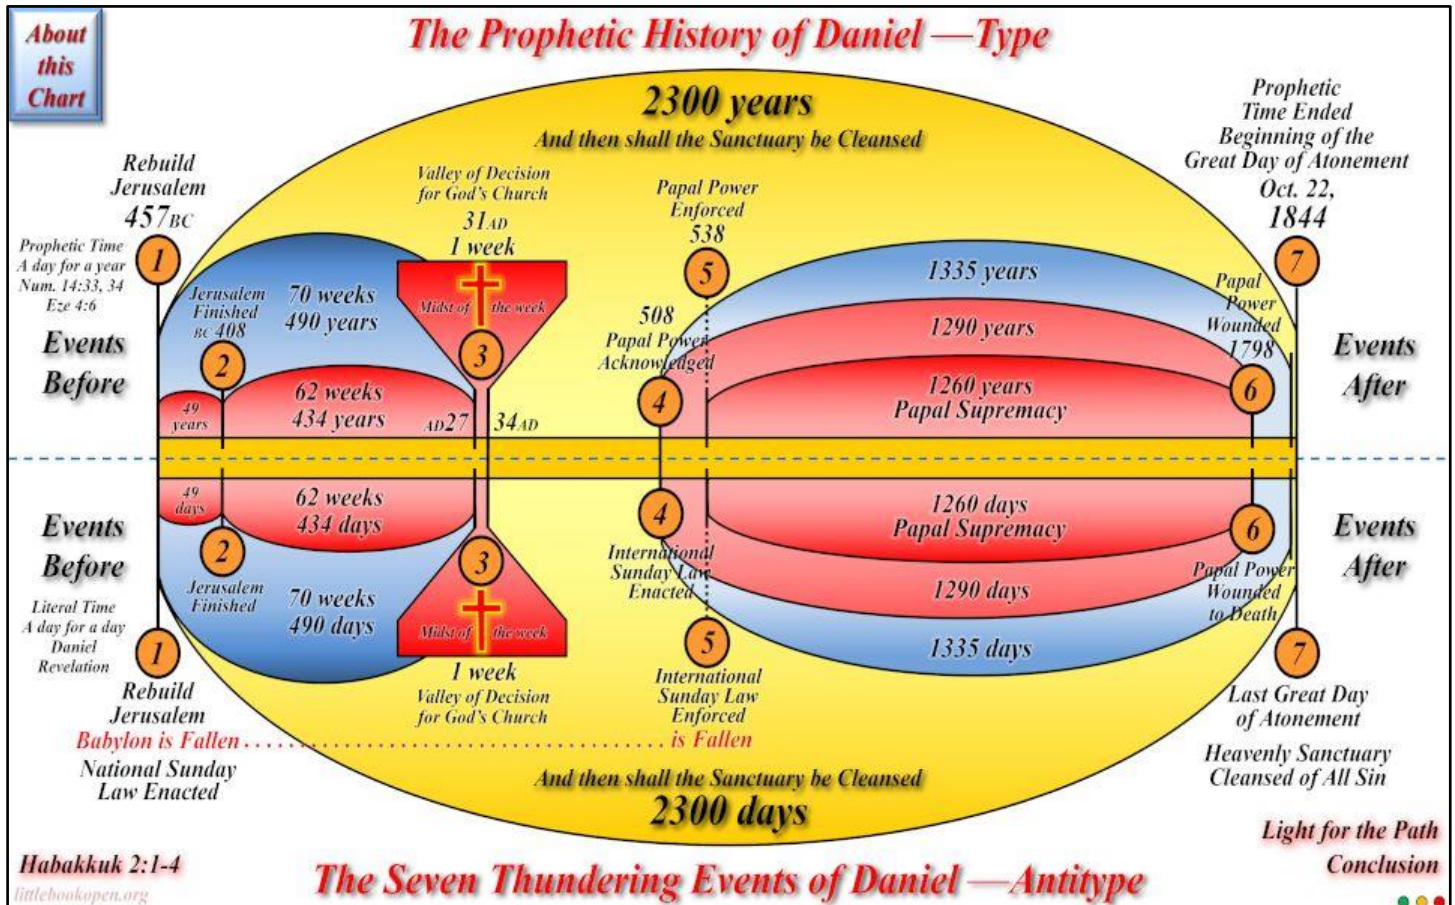 About
this
Chart
The Prophetic History of Daniel —Type
2300 years
And then shall the Sanctuary be Cleansed
Prophetic
Time Ended
Beginning of the
Great Day of Atonement
Oct. 22,
1844
7
Rebuild
Jerusalem
457BC
1
Prophetic Time
A day for a year
Num. 14:33, 34
Eze 4:6
Events
Before
Jerusalem
Finished
BC 408
2
70 weeks
490 years
49
years
62 weeks
434 years
Valley of Decision
for God's Church
31AD
1 week
Midst of the week
3
AD27
34AD
Papal Power
Enforced
538
5
508
Papal Power
Acknowledged
4
1335 years
1290 years
1260 years
Papal Supremacy
Papal
Power
Wounded
1798
6
Events
After
49
days
62 weeks
434 days
2
Jerusalem
Finished
70 weeks
490 days
Events
Before
Literal Time
A day for a day
Daniel
Revelation
1
Rebuild
Jerusalem
Babylon is Fallen . . . . . . . . . . . . . . . . . . . . . . . . . . . . . . is Fallen
National Sunday
Law Enacted
3
Midst of the week
1 week
Valley of Decision
for God's Church
4
International
Sunday Law
Enacted
5
International
Sunday Law
Enforced
1260 days
Papal Supremacy
1290 days
1335 days
6
Papal Power
Wounded
to Death
Events
After
7
Last Great Day
of Atonement
Heavenly Sanctuary
Cleansed of All Sin
And then shall the Sanctuary be Cleansed
2300 days
Light for the Path
Conclusion
Habakkuk 2:1-4
littlebookopen.org
The Seven Thundering Events of Daniel —Antitype